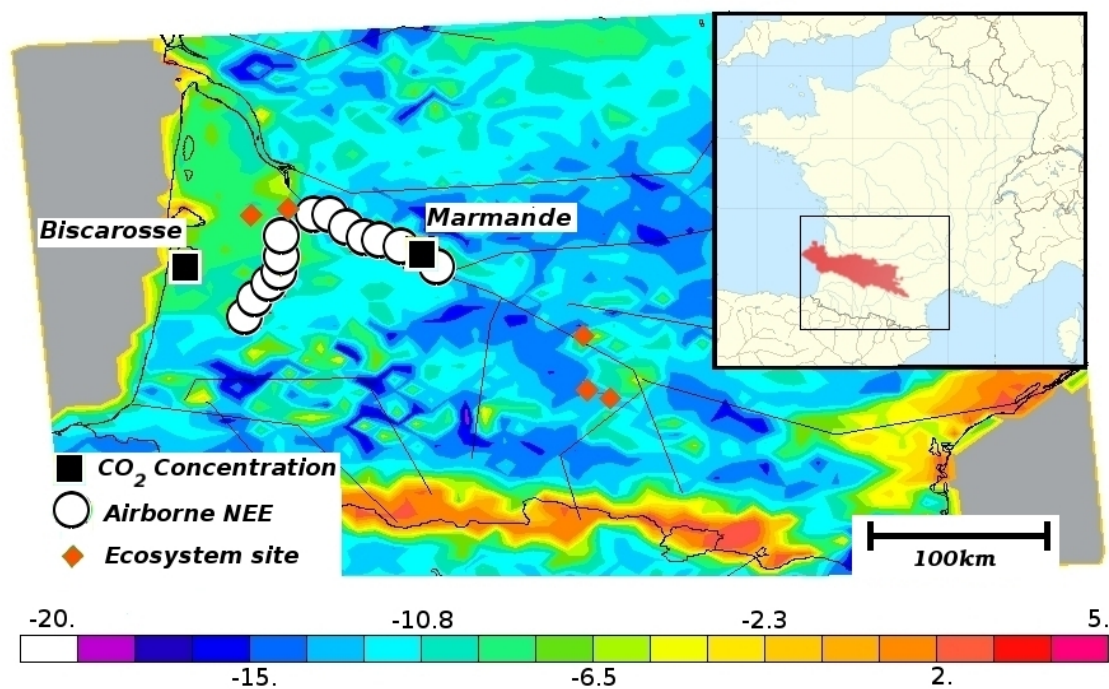 Biscarosse
Marmande
CO2 Concentration
Airborne NEE
Ecosystem site
100km
-20. -10.8 -2.3 5.
-15. -6.5 2.